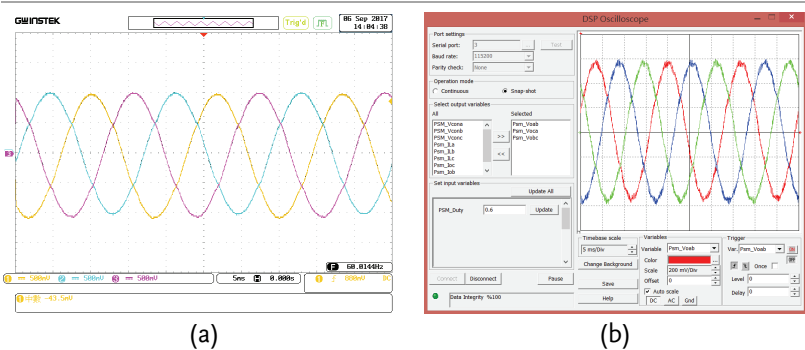 GWINSTEK
Trig'd
06 Sep 2017
14:04:38
3
F 60.0144Hz
1 500mV 2 500mV 3 500mV
5ms H 0.000s
1 800mV DC
-43.5mV
(a)
DSP Oscilloscope
Port settings
Serial port: 3 ... Test
Baud rate: 115200
Parity check: None
Operation mode
Continuous Snap-shot
Select output variables
All Selected
PSM_Vcona
PSM_Vconb
PSM_Vconc
Psm_ILa
Psm_ILb
Psm_ILc
Psm_Ioc
Psm_Iob
>>
<<
Psm_Voab
Psm_Voca
Psm_Vobc
Set input variables
Update All
PSM_Duty 0.6 Update
Connect Disconnect Pause
Data Integrity %100
Timebase scale
5 ms/Div
Change Background
Save
Help
Variables
Variable Psm_Voab
Color ...
Scale 200 mV/Div
Offset 0
Auto scale
DC AC Gnd
Trigger
Var. Psm_Voab
Once
Level 0
Delay 0
(b)